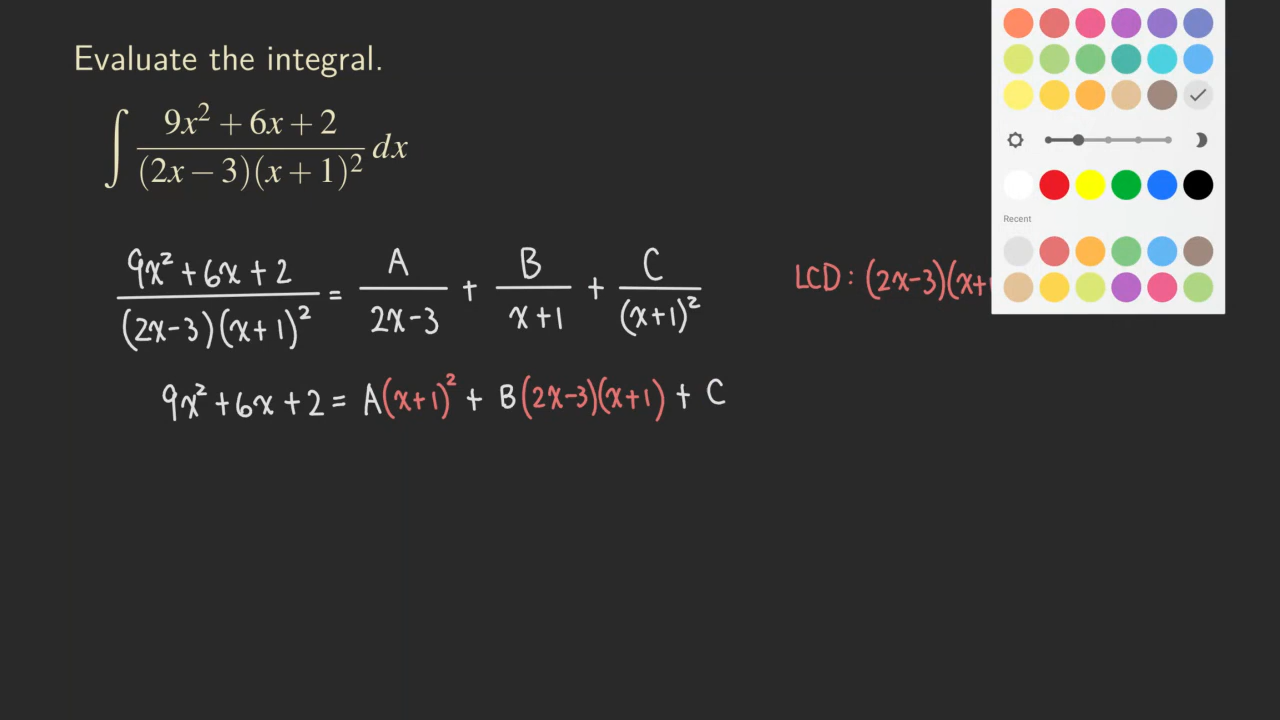 Evaluate the integral.
∫ (9x² + 6x + 2)/((2x − 3)(x + 1)²) dx
(9x² + 6x + 2)/((2x−3)(x+1)²) = A/(2x−3) + B/(x+1) + C/(x+1)²
LCD: (2x−3)(x+
9x² + 6x + 2 = A(x+1)² + B(2x−3)(x+1) + C
Recent